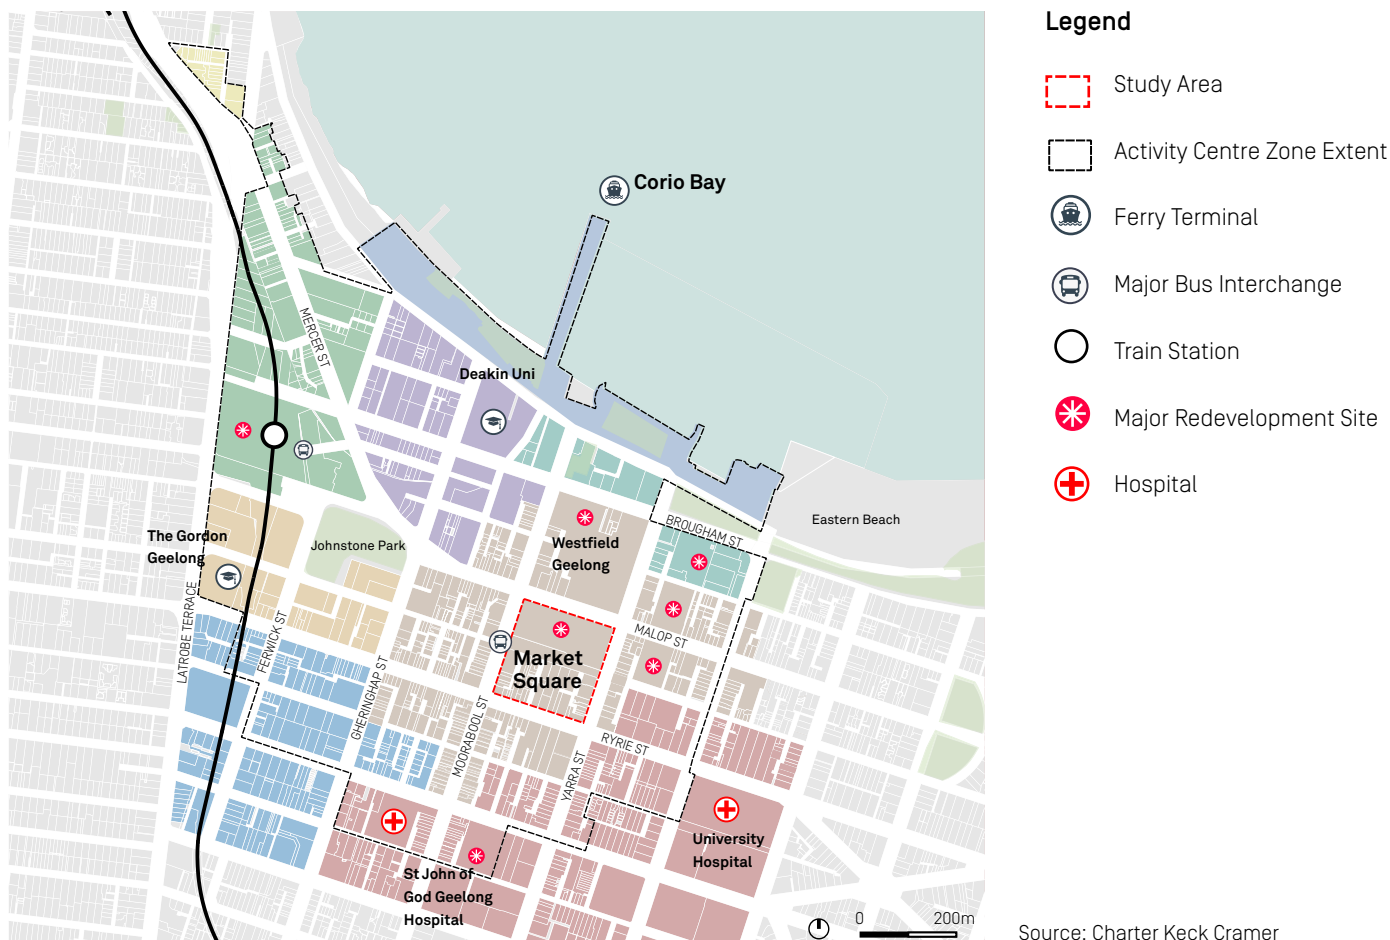 Legend
Study Area
Activity Centre Zone Extent
Ferry Terminal
Major Bus Interchange
Train Station
Major Redevelopment Site
Hospital
Corio Bay
MERCER ST
Deakin Uni
Eastern Beach
BROUGHAM ST
The Gordon
Geelong
Johnstone Park
Westfield
Geelong
LATROBE TERRACE
FERWICK ST
GHERINGHAP ST
MOORABOOL ST
Market
Square
MALOP ST
RYRIE ST
YARRA ST
University
Hospital
St John of
God Geelong
Hospital
0 200m
Source: Charter Keck Cramer